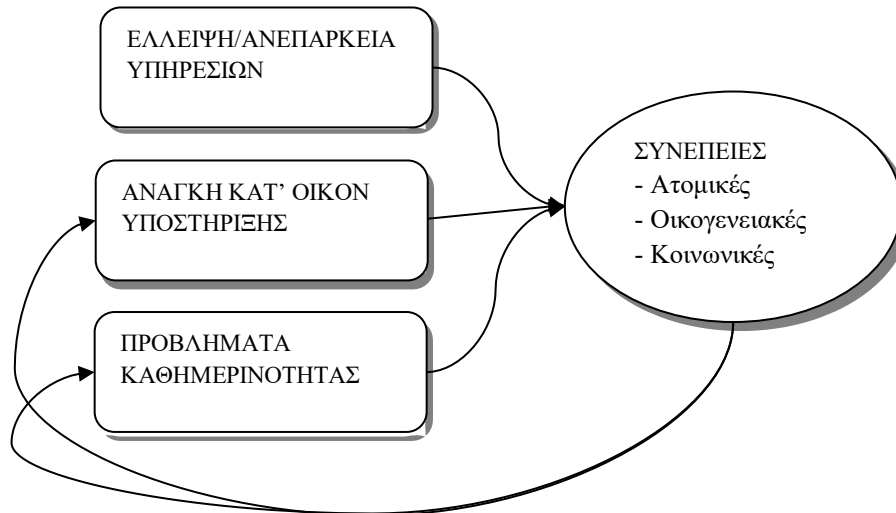 ΕΛΛΕΙΨΗ/ΑΝΕΠΑΡΚΕΙΑ
ΥΠΗΡΕΣΙΩΝ
ΑΝΑΓΚΗ ΚΑΤ’ ΟΙΚΟΝ
ΥΠΟΣΤΗΡΙΞΗΣ
ΠΡΟΒΛΗΜΑΤΑ
ΚΑΘΗΜΕΡΙΝΟΤΗΤΑΣ
ΣΥΝΕΠΕΙΕΣ
- Ατομικές
- Οικογενειακές
- Κοινωνικές